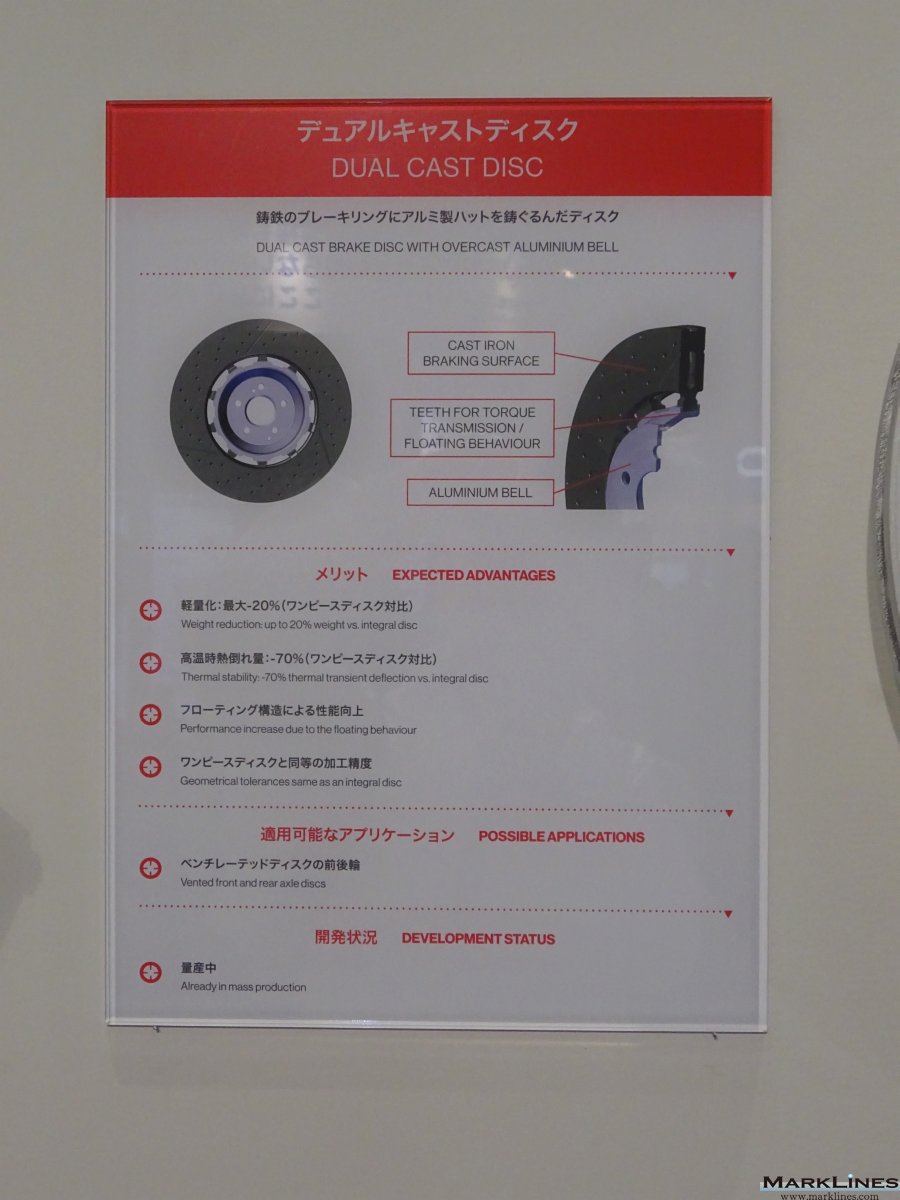 デュアルキャストディスク
DUAL CAST DISC
鋳鉄のブレーキリングにアルミ製ハットを鋳ぐるんだディスク
DUAL CAST BRAKE DISC WITH OVERCAST ALUMINIUM BELL
CAST IRON
BRAKING SURFACE
TEETH FOR TORQUE
TRANSMISSION /
FLOATING BEHAVIOUR
ALUMINIUM BELL
メリット EXPECTED ADVANTAGES
軽量化：最大-20%（ワンピースディスク対比）
Weight reduction: up to 20% weight vs. integral disc
高温時熱倒れ量：-70%（ワンピースディスク対比）
Thermal stability: -70% thermal transient deflection vs. integral disc
フローティング構造による性能向上
Performance increase due to the floating behaviour
ワンピースディスクと同等の加工精度
Geometrical tolerances same as an integral disc
適用可能なアプリケーション POSSIBLE APPLICATIONS
ベンチレーテッドディスクの前後輪
Vented front and rear axle discs
開発状況 DEVELOPMENT STATUS
量産中
Already in mass production
MARKLINES
www.marklines.com